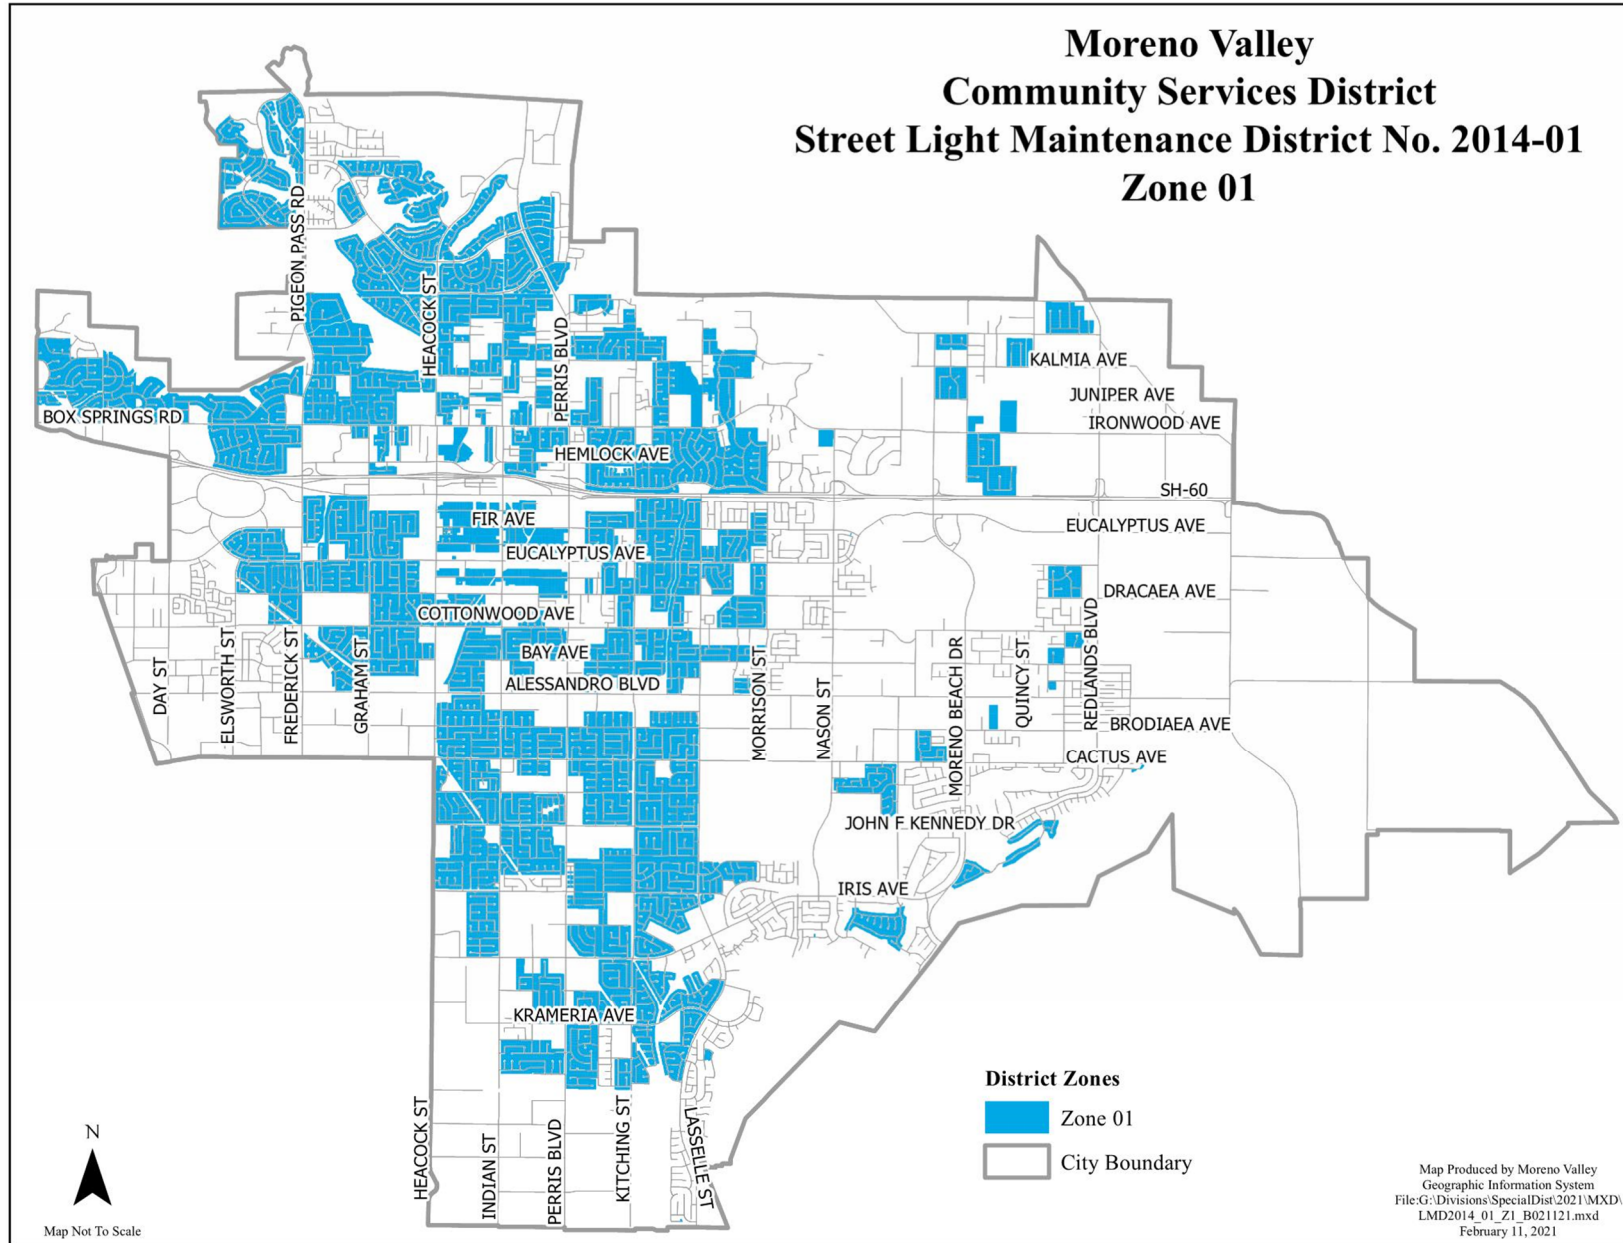 Moreno Valley
Community Services District
Street Light Maintenance District No. 2014-01
Zone 01
PIGEON PASS RD
HEACOCK ST
PERRIS BLVD
KALMIA AVE
JUNIPER AVE
BOX SPRINGS RD
IRONWOOD AVE
HEMLOCK AVE
SH-60
FIR AVE
EUCALYPTUS AVE
EUCALYPTUS AVE
DRACAEA AVE
COTTONWOOD AVE
BAY AVE
ALESSANDRO BLVD
DAY ST
ELSWORTH ST
FREDERICK ST
GRAHAM ST
MORRISON ST
NASON ST
MORENO BEACH DR
QUINCY ST
REDLANDS BLVD
BRODIAEA AVE
CACTUS AVE
JOHN F KENNEDY DR
IRIS AVE
KRAMERIA AVE
HEACOCK ST
INDIAN ST
PERRIS BLVD
KITCHING ST
LASSELLE ST
District Zones
Zone 01
City Boundary
N
Map Not To Scale
Map Produced by Moreno Valley
Geographic Information System
File:G:\Divisions\SpecialDist\2021\MXD\
LMD2014_01_Z1_B021121.mxd
February 11, 2021